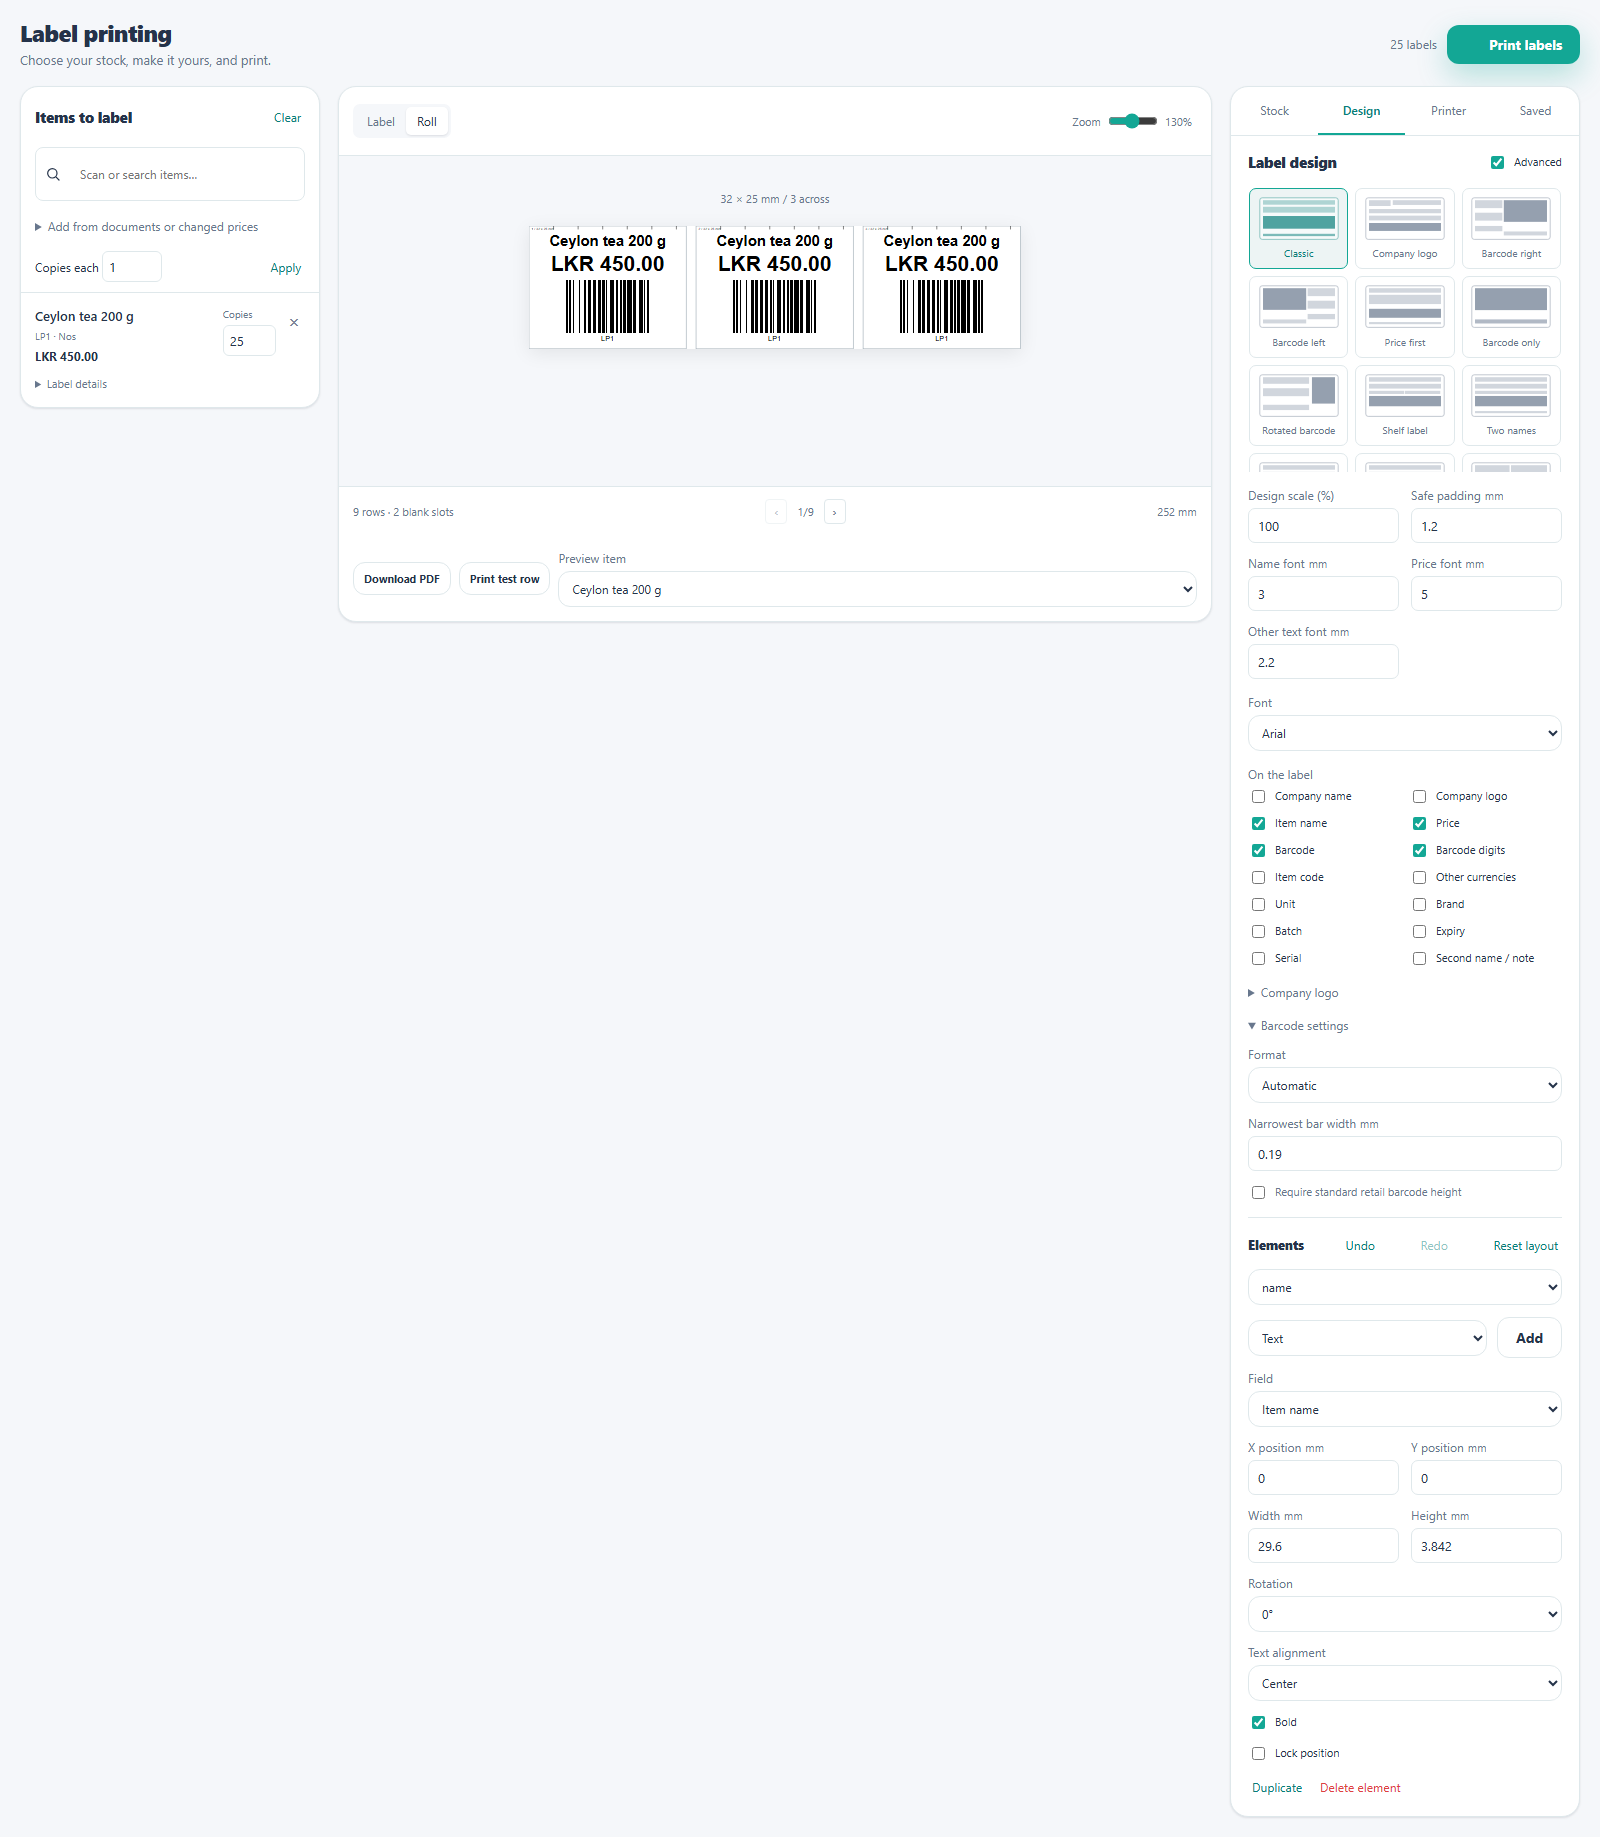 Label printing
Choose your stock, make it yours, and print.
25 labels
Print labels
Items to label
Clear
Scan or search items...
Add from documents or changed prices
Copies each 1
Apply
Ceylon tea 200 g
LP1 · Nos
LKR 450.00
Copies
25
×
Label details
Label
Roll
Zoom
130%
32 × 25 mm / 3 across
Ceylon tea 200 g
LKR 450.00
LP1
Ceylon tea 200 g
LKR 450.00
LP1
Ceylon tea 200 g
LKR 450.00
LP1
9 rows · 2 blank slots
‹ 1/9 ›
252 mm
Download PDF
Print test row
Preview item
Ceylon tea 200 g
Stock
Design
Printer
Saved
Label design
Advanced
Classic
Company logo
Barcode right
Barcode left
Price first
Barcode only
Rotated barcode
Shelf label
Two names
Design scale (%)
Safe padding mm
100
1.2
Name font mm
Price font mm
3
5
Other text font mm
2.2
Font
Arial
On the label
Company name
Company logo
Item name
Price
Barcode
Barcode digits
Item code
Other currencies
Unit
Brand
Batch
Expiry
Serial
Second name / note
Company logo
Barcode settings
Format
Automatic
Narrowest bar width mm
0.19
Require standard retail barcode height
Elements
Undo
Redo
Reset layout
name
Text
Add
Field
Item name
X position mm
Y position mm
0
0
Width mm
Height mm
29.6
3.842
Rotation
0°
Text alignment
Center
Bold
Lock position
Duplicate
Delete element